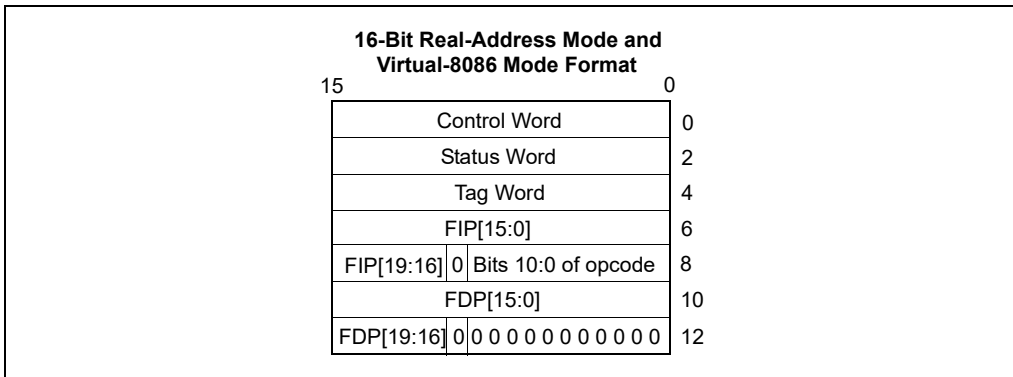 16-Bit Real-Address Mode and
Virtual-8086 Mode Format
15 0
Control Word 0
Status Word 2
Tag Word 4
FIP[15:0] 6
FIP[19:16] 0 Bits 10:0 of opcode 8
FDP[15:0] 10
FDP[19:16] 0 0 0 0 0 0 0 0 0 0 0 0 12